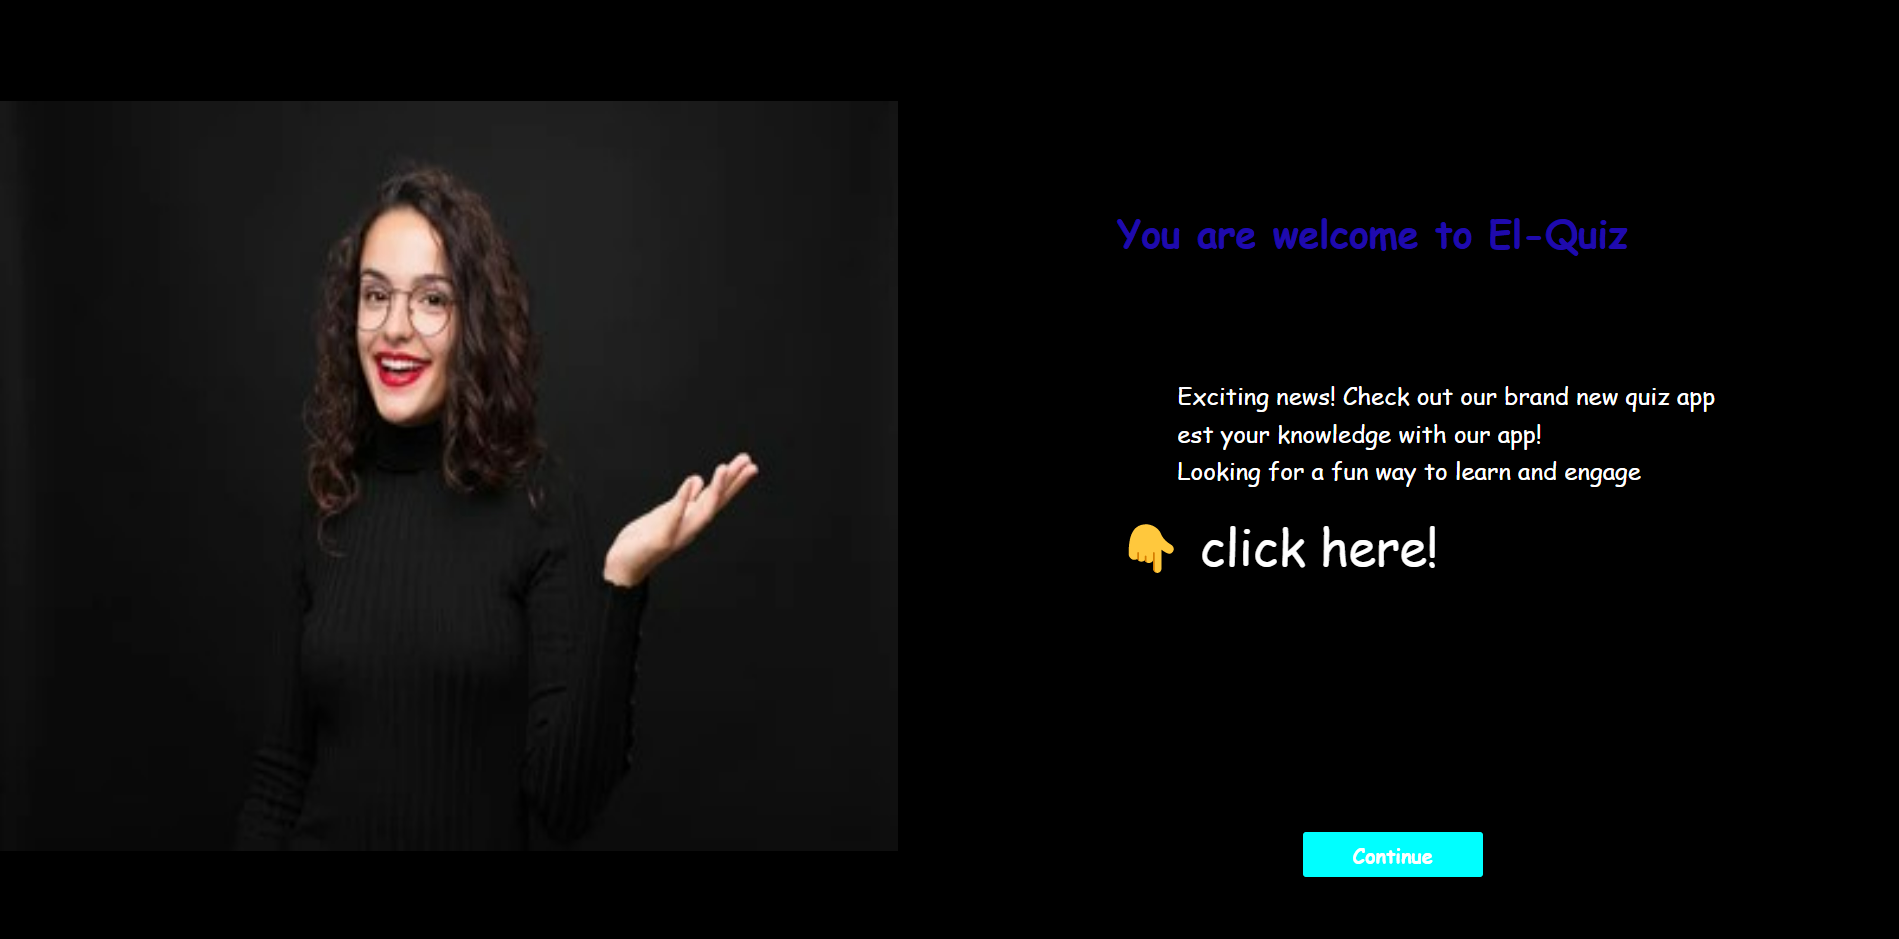 You are welcome to El-Quiz
Exciting news! Check out our brand new quiz app
est your knowledge with our app!
Looking for a fun way to learn and engage
👇 click here!
Continue